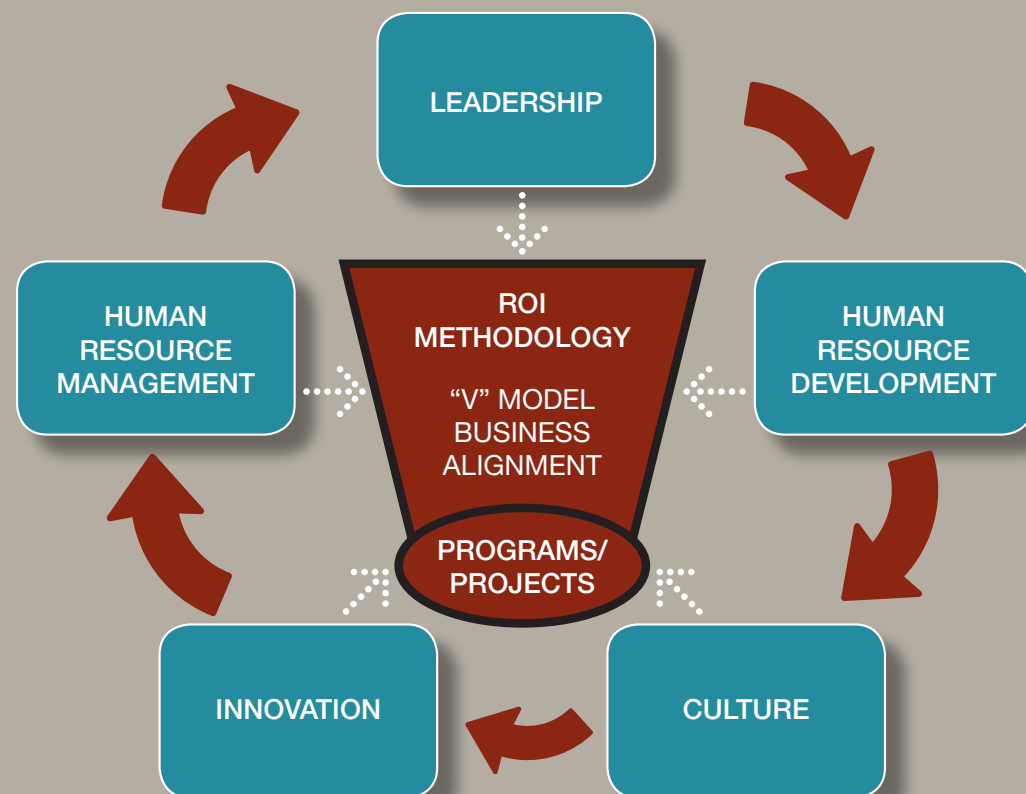 LEADERSHIP
HUMAN
RESOURCE
MANAGEMENT
ROI
METHODOLOGY
“V” MODEL
BUSINESS
ALIGNMENT
PROGRAMS/
PROJECTS
HUMAN
RESOURCE
DEVELOPMENT
INNOVATION
CULTURE